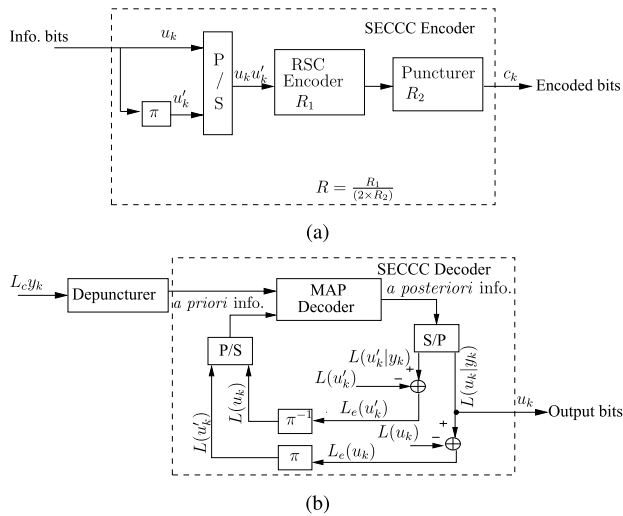 SECCC Encoder
Info. bits
u_k
P
/
S
u_k u'_k
RSC
Encoder
R_1
Puncturer
R_2
c_k
Encoded bits
π
u'_k
R = R_1/(2×R_2)
(a)
SECCC Decoder
L_c y_k
Depuncturer
a priori info.
MAP
Decoder
a posteriori info.
P/S
S/P
L(u'_k|y_k)
L(u_k|y_k)
L(u'_k)
−
+
L(u_k)
L(u'_k)
π^{-1}
L_e(u'_k)
L(u_k)
−
+
u_k
Output bits
π
L_e(u_k)
(b)